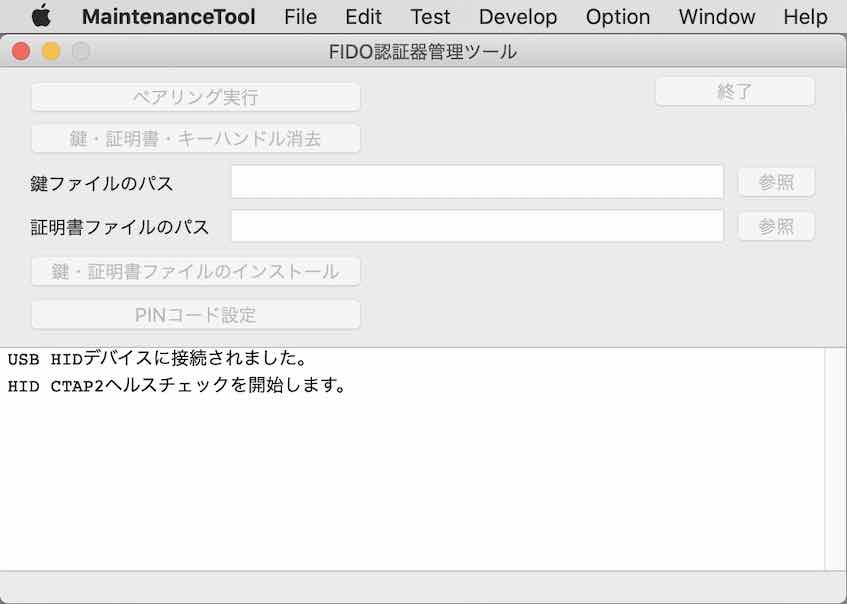 MaintenanceTool File Edit Test Develop Option Window Help
FIDO認証器管理ツール
ペアリング実行
終了
鍵・証明書・キーハンドル消去
鍵ファイルのパス
参照
証明書ファイルのパス
参照
鍵・証明書ファイルのインストール
PINコード設定
USB HIDデバイスに接続されました。
HID CTAP2ヘルスチェックを開始します。